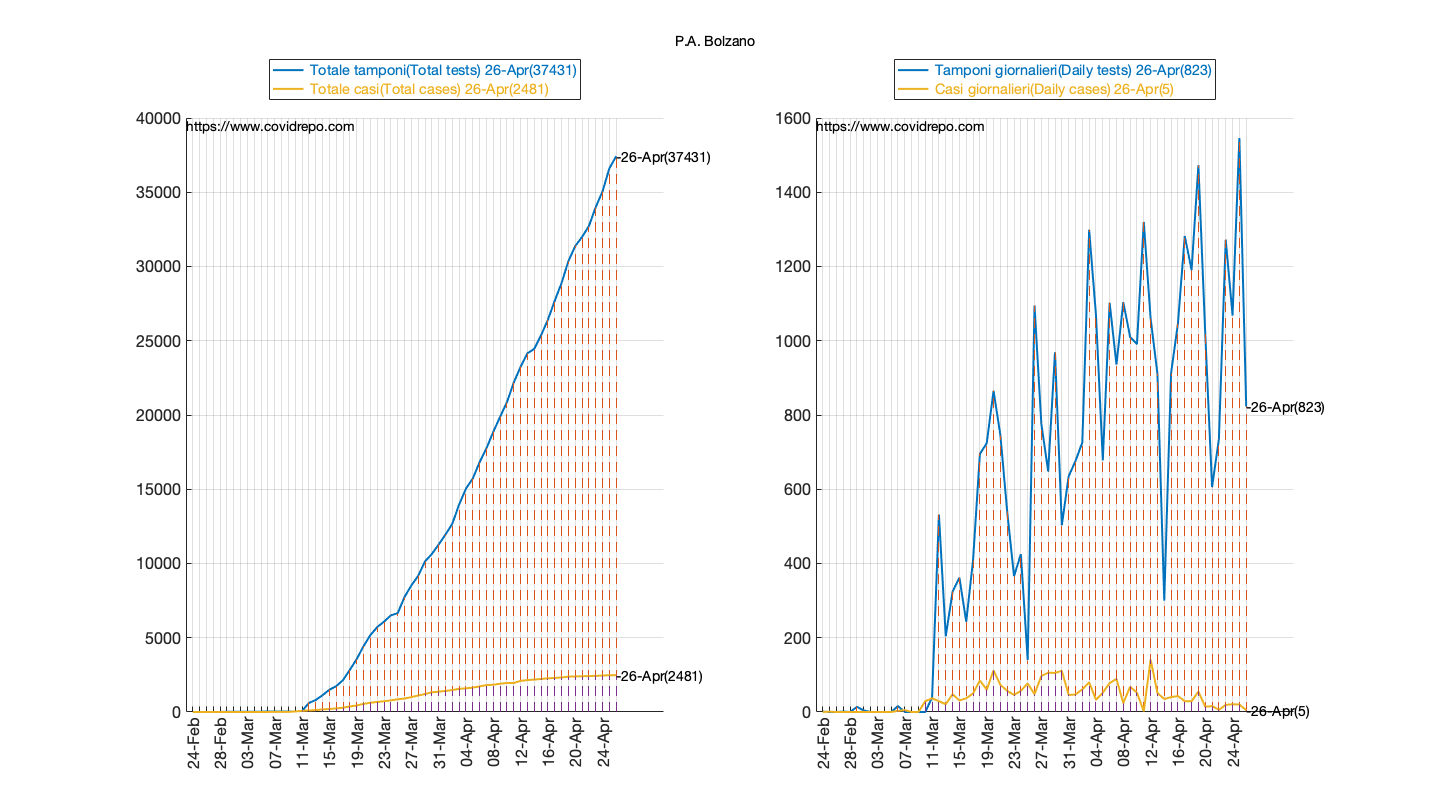 P.A. Bolzano
Totale tamponi(Total tests) 26-Apr(37431)
Totale casi(Total cases) 26-Apr(2481)
https://www.covidrepo.com
40000
35000
30000
25000
20000
15000
10000
5000
0
-26-Apr(37431)
-26-Apr(2481)
24-Feb
28-Feb
03-Mar
07-Mar
11-Mar
15-Mar
19-Mar
23-Mar
27-Mar
31-Mar
04-Apr
08-Apr
12-Apr
16-Apr
20-Apr
24-Apr
Tamponi giornalieri(Daily tests) 26-Apr(823)
Casi giornalieri(Daily cases) 26-Apr(5)
https://www.covidrepo.com
1600
1400
1200
1000
800
600
400
200
0
-26-Apr(823)
-26-Apr(5)
24-Feb
28-Feb
03-Mar
07-Mar
11-Mar
15-Mar
19-Mar
23-Mar
27-Mar
31-Mar
04-Apr
08-Apr
12-Apr
16-Apr
20-Apr
24-Apr